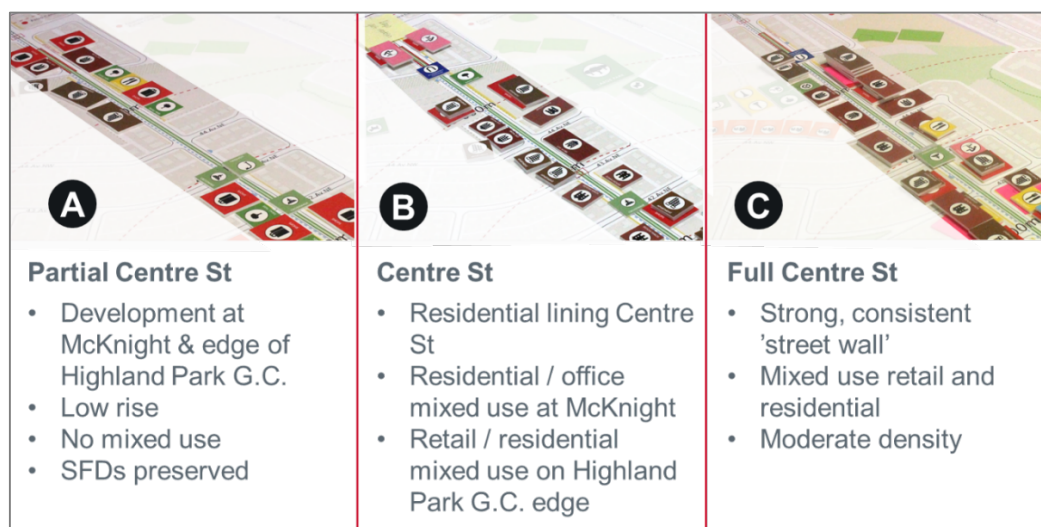 A
B
C
Partial Centre St
• Development at
McKnight & edge of
Highland Park G.C.
• Low rise
• No mixed use
• SFDs preserved
Centre St
• Residential lining Centre
St
• Residential / office
mixed use at McKnight
• Retail / residential
mixed use on Highland
Park G.C. edge
Full Centre St
• Strong, consistent
’street wall’
• Mixed use retail and
residential
• Moderate density